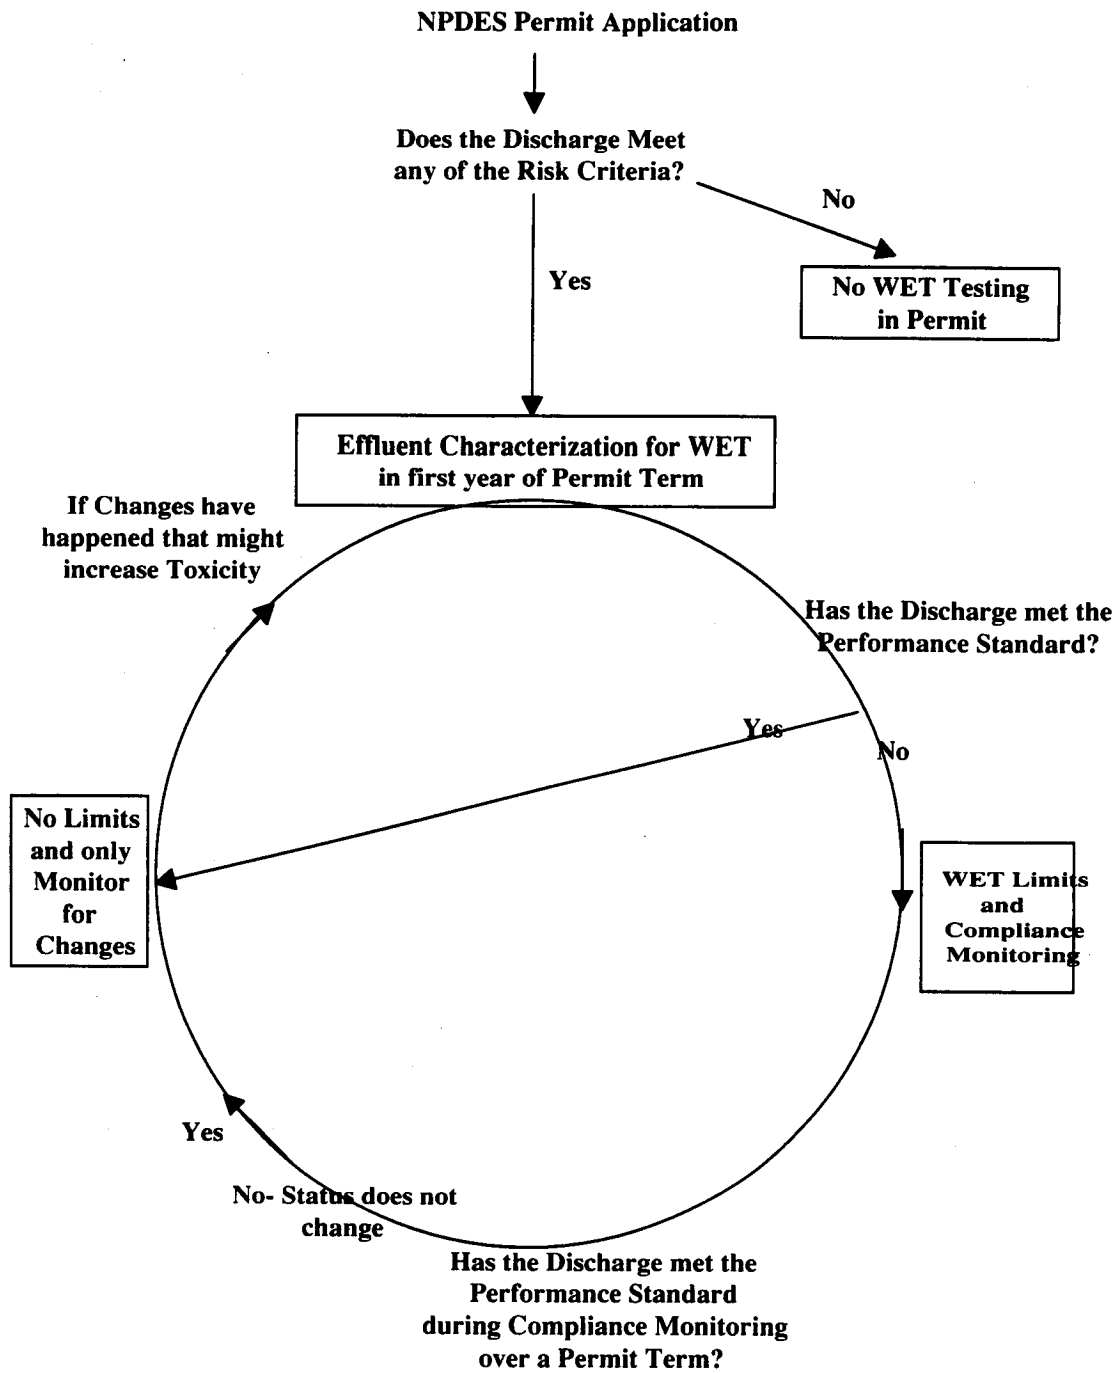 NPDES Permit Application
Does the Discharge Meet
any of the Risk Criteria?
No
Yes
No WET Testing
in Permit
Effluent Characterization for WET
in first year of Permit Term
If Changes have
happened that might
increase Toxicity
Has the Discharge met the
Performance Standard?
Yes
No
No Limits
and only
Monitor
for
Changes
WET Limits
and
Compliance
Monitoring
Yes
No- Status does not
change
Has the Discharge met the
Performance Standard
during Compliance Monitoring
over a Permit Term?